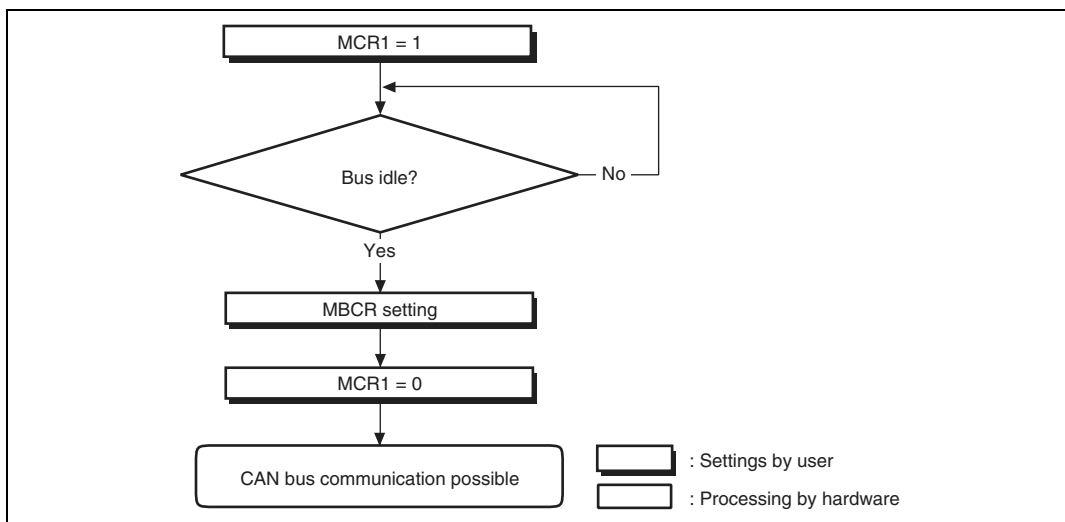 MCR1 = 1
Bus idle?
No
Yes
MBCR setting
MCR1 = 0
CAN bus communication possible
: Settings by user
: Processing by hardware